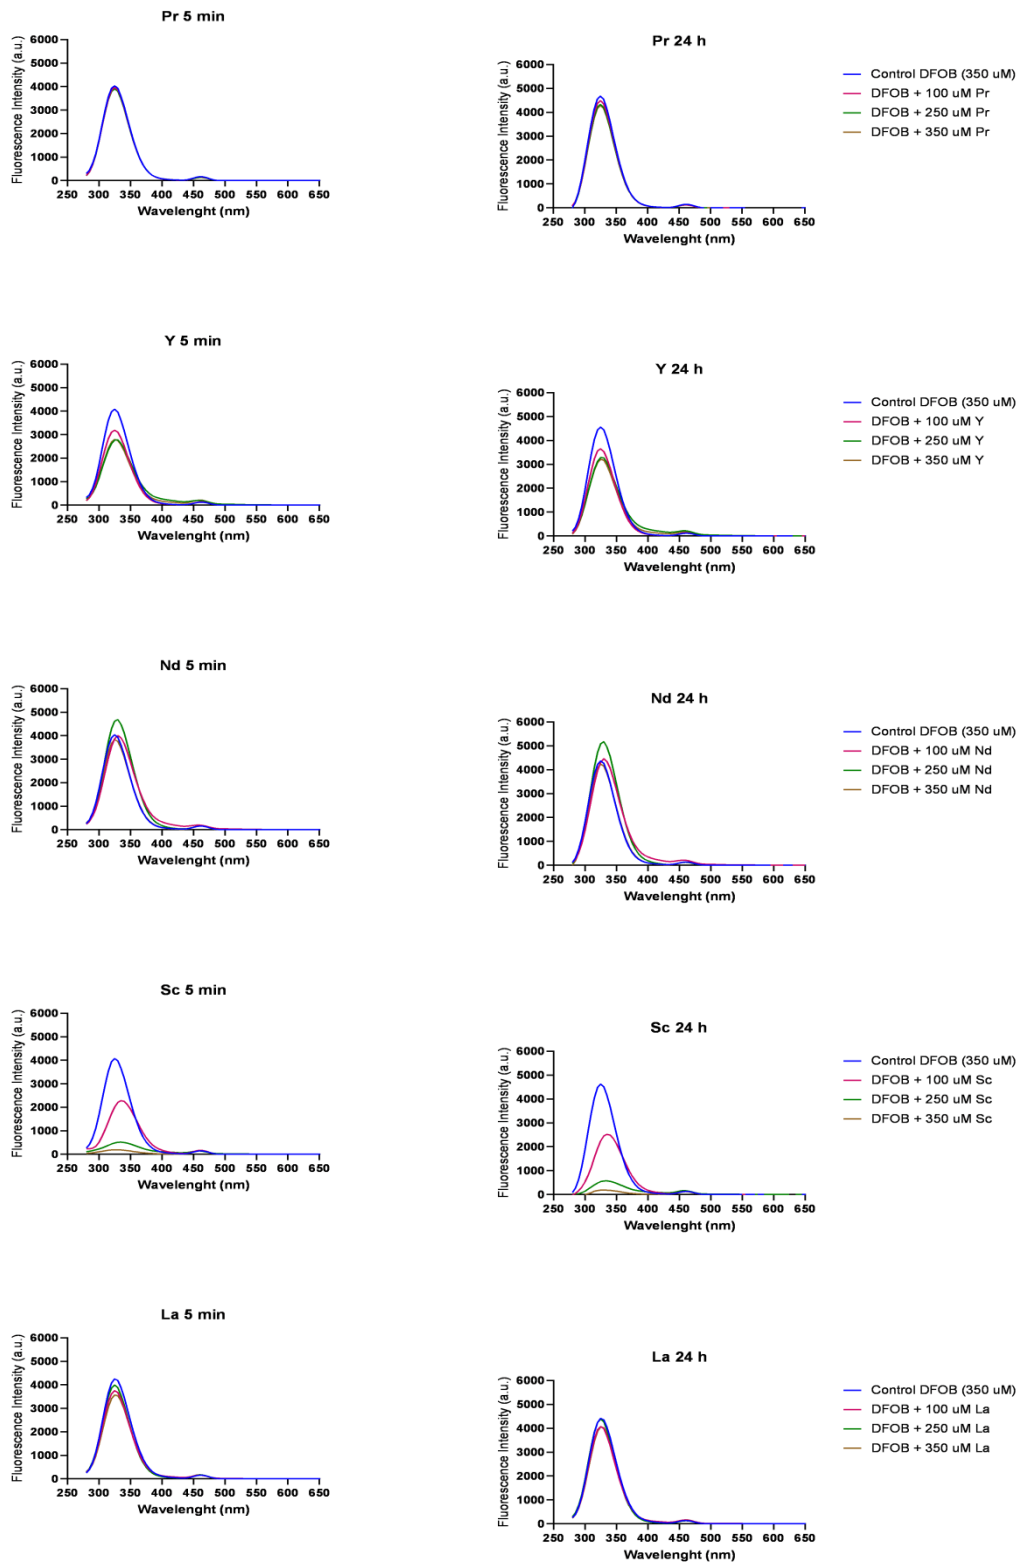 Pr 5 min
Fluorescence Intensity (a.u.)
6000
5000
4000
3000
2000
1000
0
250 300 350 400 450 500 550 600 650
Wavelenght (nm)
Pr 24 h
Fluorescence Intensity (a.u.)
6000
5000
4000
3000
2000
1000
0
250 300 350 400 450 500 550 600 650
Wavelenght (nm)
Control DFOB (350 uM)
DFOB + 100 uM Pr
DFOB + 250 uM Pr
DFOB + 350 uM Pr
Y 5 min
Fluorescence Intensity (a.u.)
6000
5000
4000
3000
2000
1000
0
250 300 350 400 450 500 550 600 650
Wavelenght (nm)
Y 24 h
Fluorescence Intensity (a.u.)
6000
5000
4000
3000
2000
1000
0
250 300 350 400 450 500 550 600 650
Wavelenght (nm)
Control DFOB (350 uM)
DFOB + 100 uM Y
DFOB + 250 uM Y
DFOB + 350 uM Y
Nd 5 min
Fluorescence Intensity (a.u.)
6000
5000
4000
3000
2000
1000
0
250 300 350 400 450 500 550 600 650
Wavelenght (nm)
Nd 24 h
Fluorescence Intensity (a.u.)
6000
5000
4000
3000
2000
1000
0
250 300 350 400 450 500 550 600 650
Wavelenght (nm)
Control DFOB (350 uM)
DFOB + 100 uM Nd
DFOB + 250 uM Nd
DFOB + 350 uM Nd
Sc 5 min
Fluorescence Intensity (a.u.)
6000
5000
4000
3000
2000
1000
0
250 300 350 400 450 500 550 600 650
Wavelenght (nm)
Sc 24 h
Fluorescence Intensity (a.u.)
6000
5000
4000
3000
2000
1000
0
250 300 350 400 450 500 550 600 650
Wavelenght (nm)
Control DFOB (350 uM)
DFOB + 100 uM Sc
DFOB + 250 uM Sc
DFOB + 350 uM Sc
La 5 min
Fluorescence Intensity (a.u.)
6000
5000
4000
3000
2000
1000
0
250 300 350 400 450 500 550 600 650
Wavelenght (nm)
La 24 h
Fluorescence Intensity (a.u.)
6000
5000
4000
3000
2000
1000
0
250 300 350 400 450 500 550 600 650
Wavelenght (nm)
Control DFOB (350 uM)
DFOB + 100 uM La
DFOB + 250 uM La
DFOB + 350 uM La